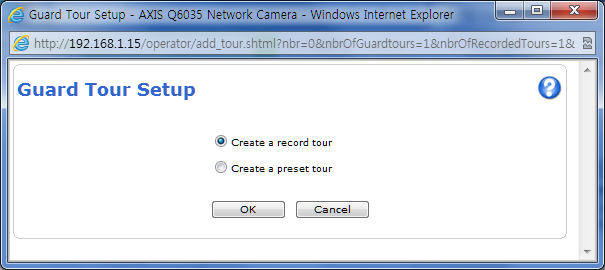 Guard Tour Setup - AXIS Q6035 Network Camera - Windows Internet Explorer
http://192.168.1.15/operator/add_tour.shtml?nbr=0&nbrOfGuardtours=1&nbrOfRecordedTours=1&
Guard Tour Setup
?
Create a record tour
Create a preset tour
OK
Cancel